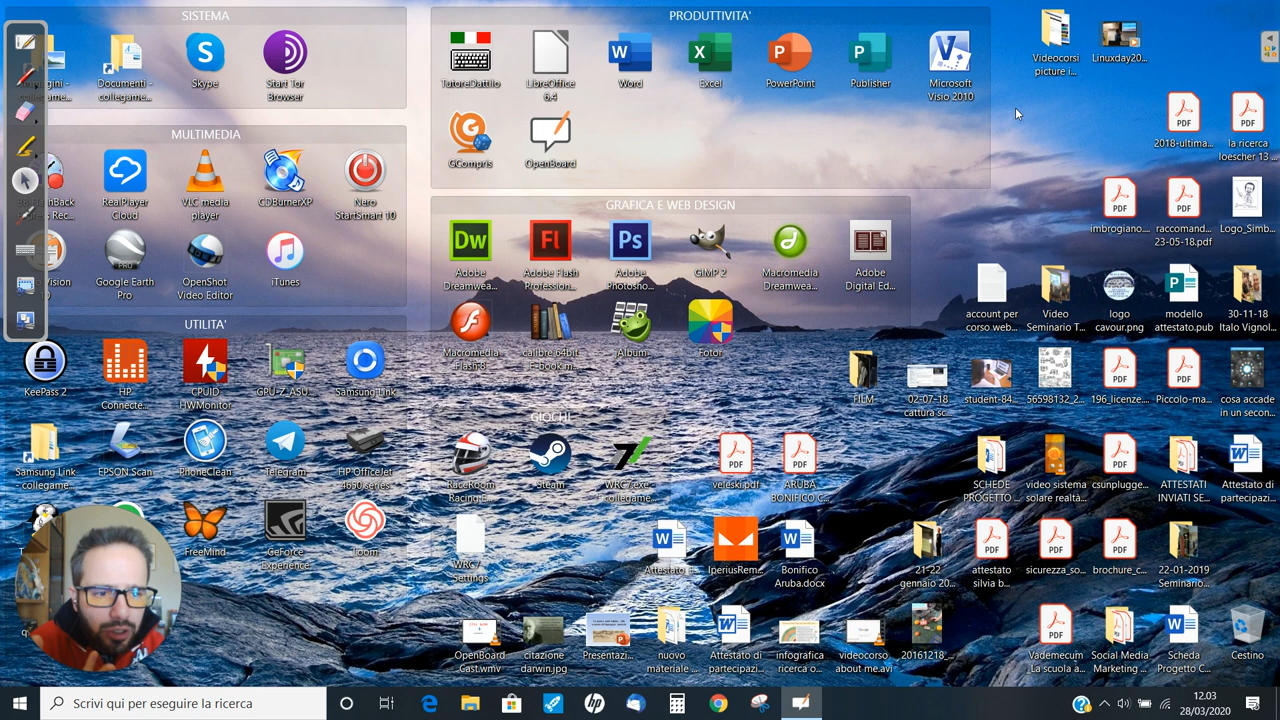 SISTEMA
Documenti - collegame...
Skype
Start Tor Browser
MULTIMEDIA
RealPlayer Cloud
VLC media player
CDBurnerXP
Nero StartSmart 10
Google Earth Pro
PRO
OpenShot Video Editor
iTunes
UTILITA'
KeePass 2
HP Connecte...
CPUID HWMonitor
GPU-Z_ASU...
Samsung Link
Samsung Link - collegame...
EPSON Scan
PhoneClean
Telegram
HP OfficeJet 4650 series
FreeMind
GeForce Experience
Loom
PRODUTTIVITA'
TutoreDattilo
LibreOffice 6.4
Word
Excel
PowerPoint
Publisher
Microsoft Visio 2010
GCompris
OpenBoard
GRAFICA E WEB DESIGN
Adobe Dreamwea...
Adobe Flash Profession...
Adobe Photosho...
GIMP 2
Macromedia Dreamwea...
Adobe Digital Ed...
Macromedia Flash 8
calibre 64bit - E-book m...
Album
Fotor
GIOCHI
RaceRoom Racing E...
Steam
WRC7.exe - collegame...
veleski.pdf
ARUBA BONIFICO C...
WRC7 Settings
IperiusRem...
Bonifico Aruba.docx
OpenBoard Cast.wmv
citazione darwin.jpg
Presentazi...
nuovo materiale ...
Attestato di partecipazi...
infografica ricerca o...
videocorso about me.avi
20161218_...
Videocorsi picture i...
Linuxday20...
2018-ultima...
la ricerca loescher 13 ...
imbrogiano...
raccomand... 23-05-18.pdf
Logo_Simb...
account per corso.web...
Video Seminario T...
logo cavour.png
modello attestato.pub
30-11-18 Italo Vignol...
FILM
02-07-18 cattura sc...
student-84...
56598132_2...
196_licenze...
Piccolo-ma...
cosa accade in un secon...
SCHEDE PROGETTO ...
video sistema solare realtà...
csunplugge...
ATTESTATI INVIATI SE...
Attestato di partecipazi...
21-22 gennaio 20...
attestato silvia b...
sicurezza_so...
brochure_c...
22-01-2019 Seminario...
Vademecum La scuola a...
Social Media Marketing ...
Scheda Progetto C...
Cestino
Scrivi qui per eseguire la ricerca
12.03
28/03/2020